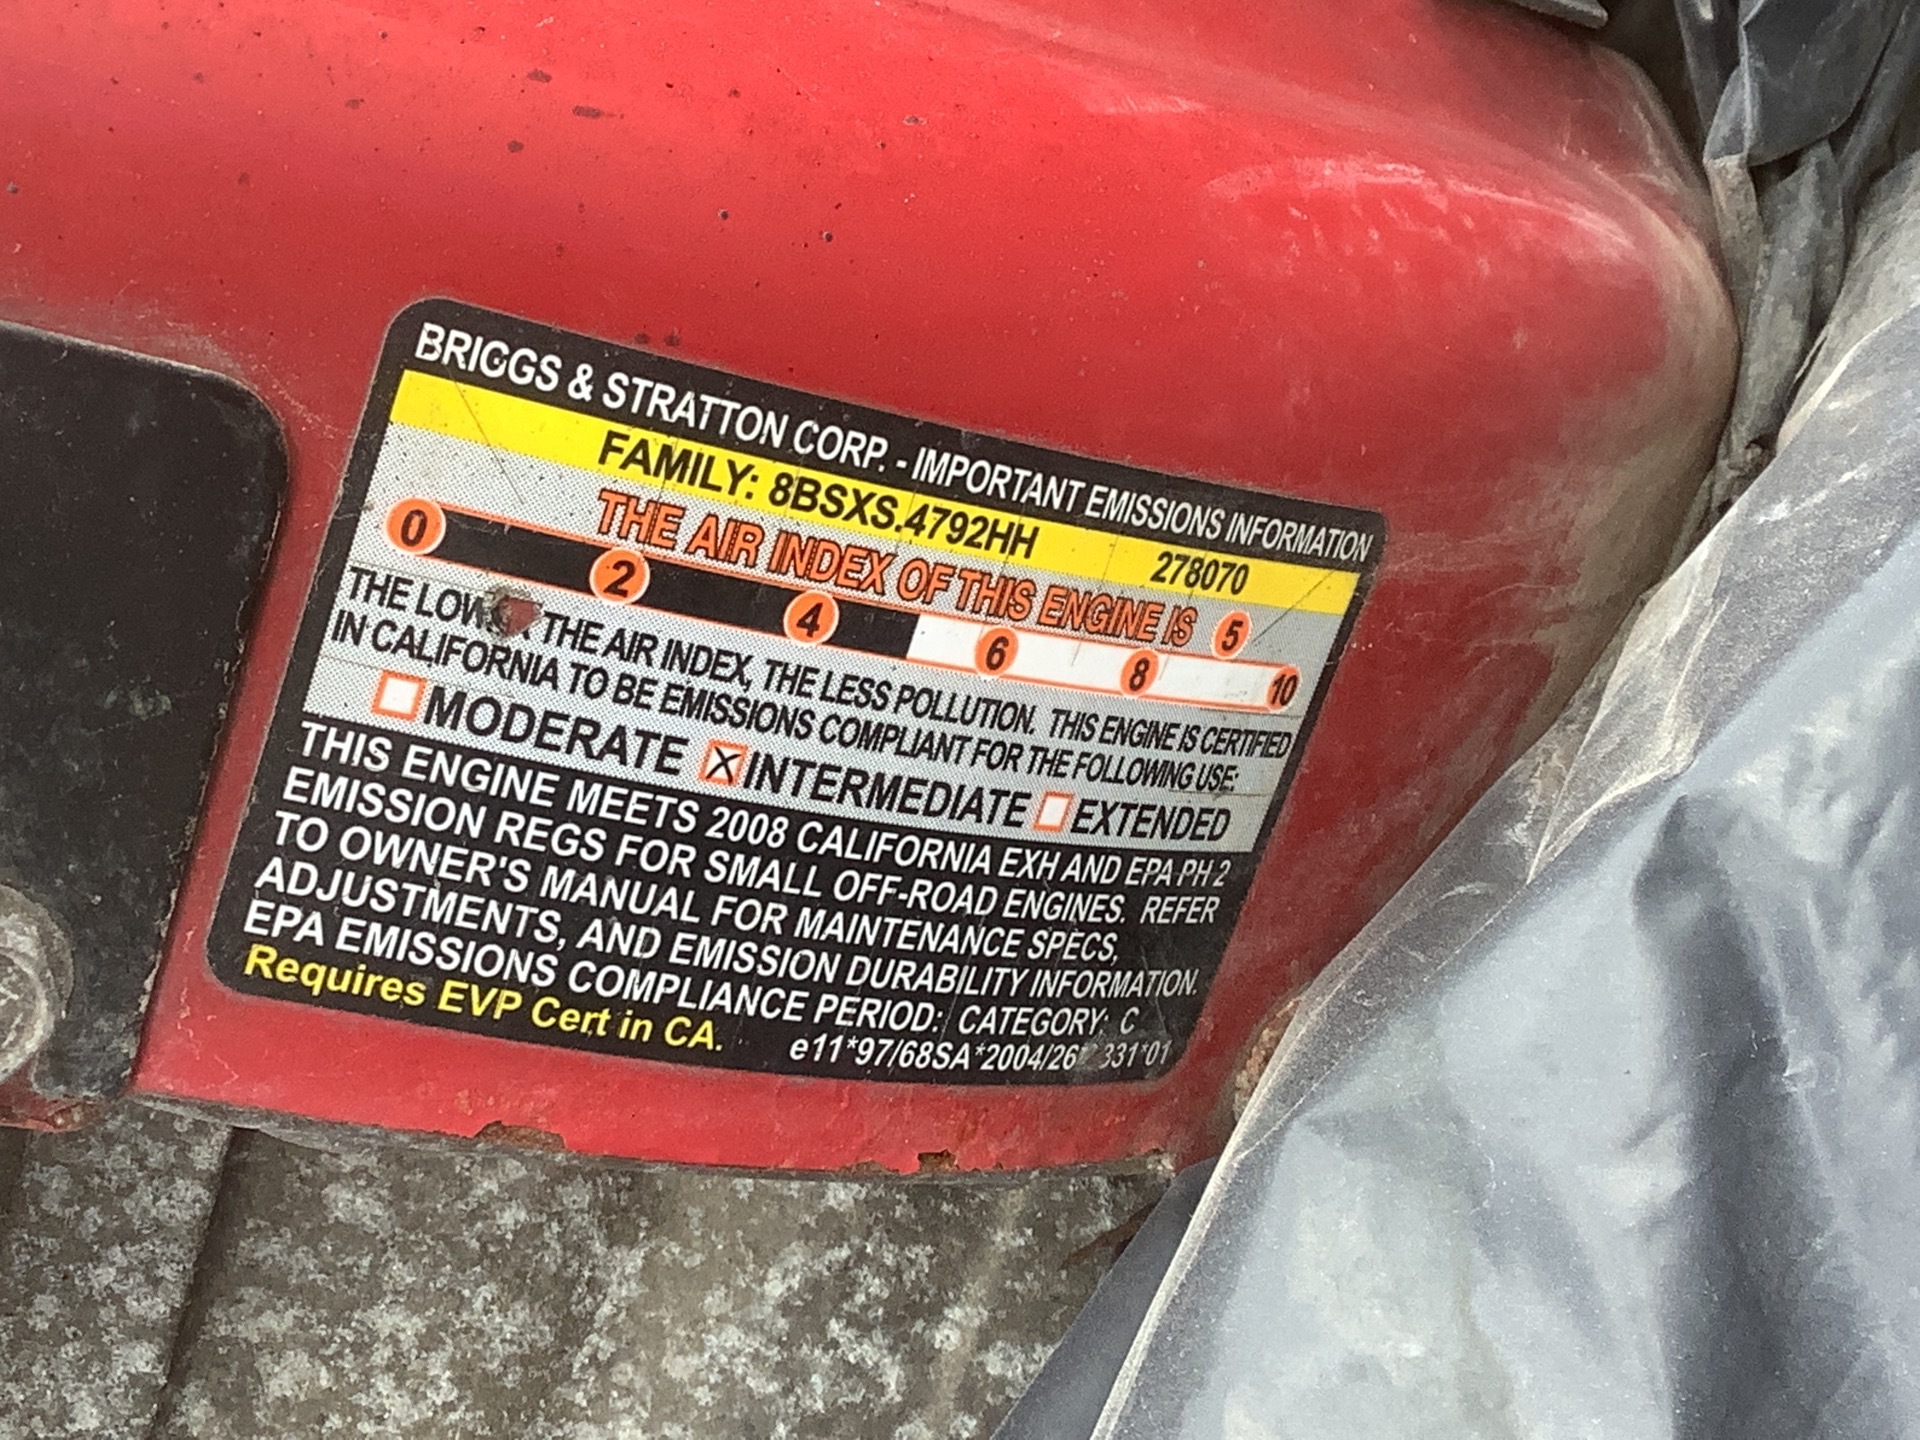 BRIGGS & STRATTON CORP. - IMPORTANT EMISSIONS INFORMATION
FAMILY: 8BSXS.4792HH 278070
THE AIR INDEX OF THIS ENGINE IS 5
0 2 4 6 8 10
THE THE AIR INDEX, THE LESS POLLUTION. THIS ENGINE IS CERTIFIED
IN CALIFORNIA TO BE EMISSIONS COMPLIANT FOR THE FOLLOWING USE:
MODERATE X INTERMEDIATE EXTENDED
THIS ENGINE MEETS 2008 CALIFORNIA EXH AND EPA PH 2
EMISSION REGS FOR SMALL OFF-ROAD ENGINES. REFER
TO OWNER'S MANUAL FOR MAINTENANCE SPECS,
ADJUSTMENTS, AND EMISSION DURABILITY INFORMATION.
EPA EMISSIONS COMPLIANCE PERIOD: CATEGORY: C
Requires EVP Cert in CA.